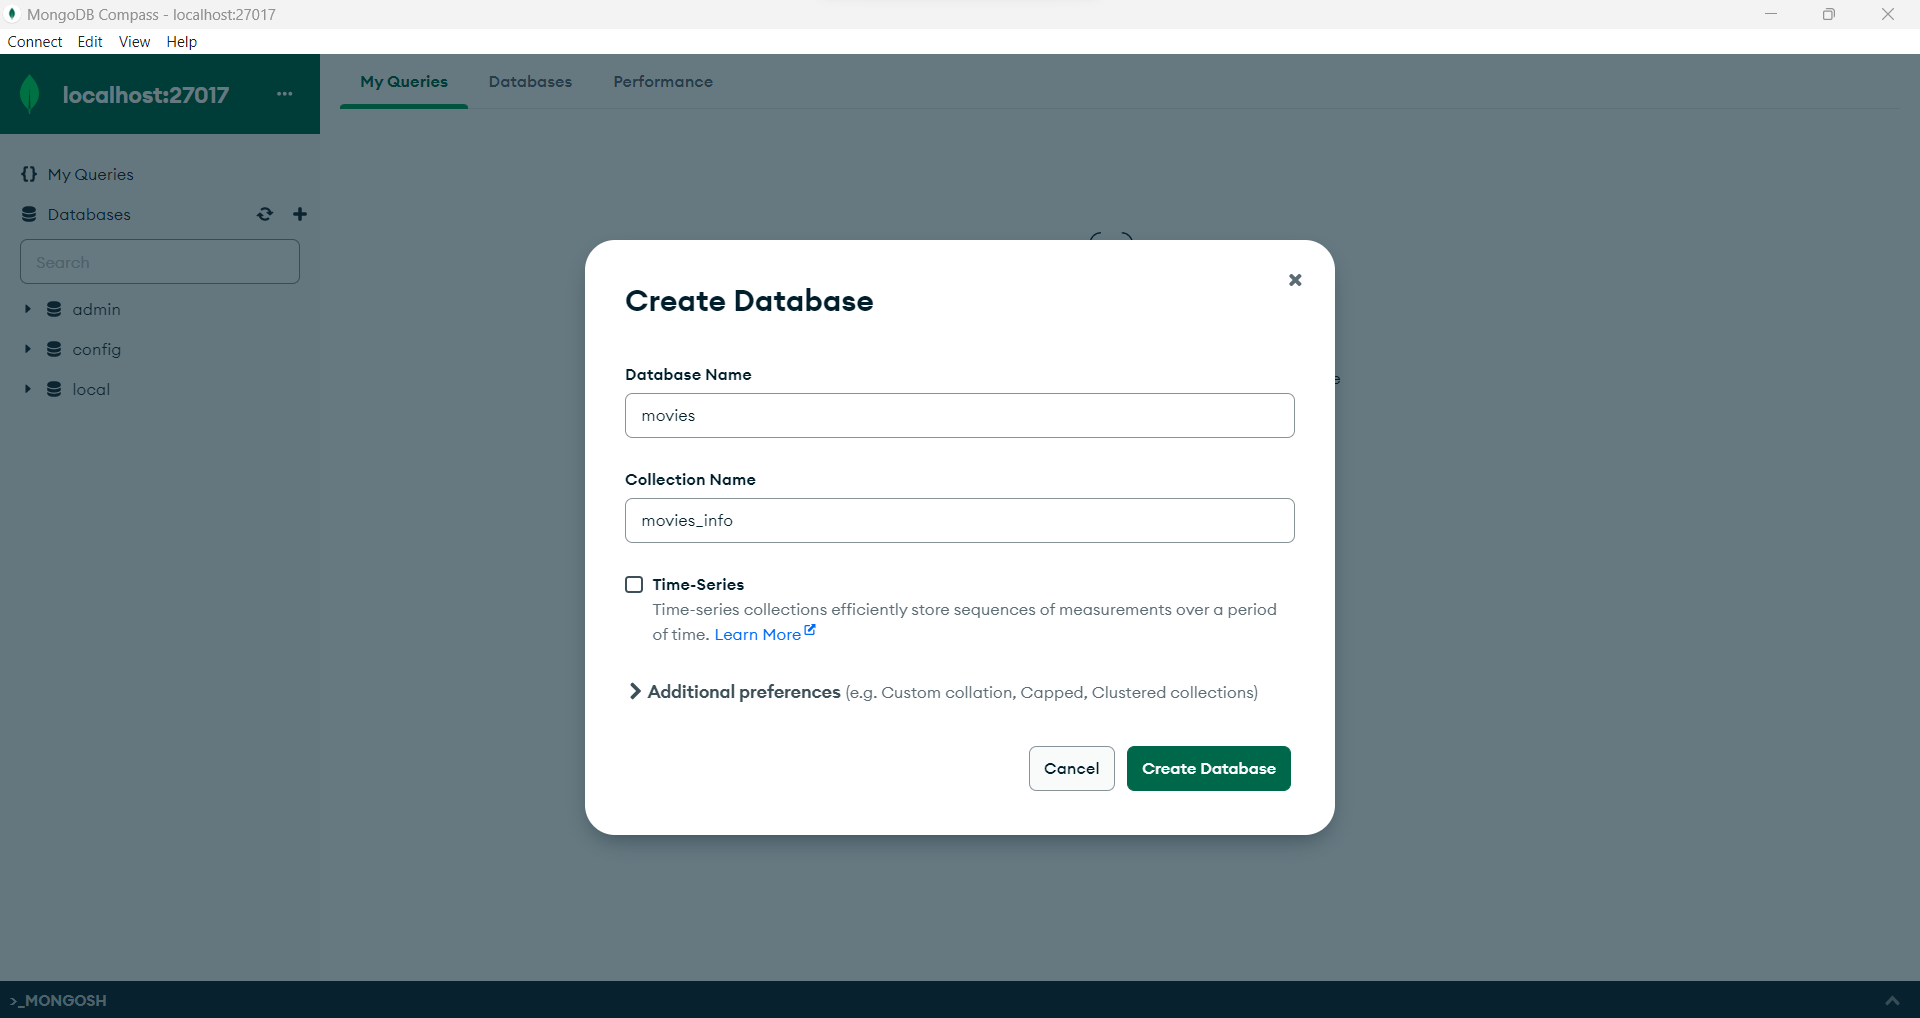 MongoDB Compass - localhost:27017
Connect Edit View Help
localhost:27017 ...
My Queries Databases Performance
{} My Queries
Databases
Search
admin
config
local
Create Database
Database Name
movies
Collection Name
movies_info
Time-Series
Time-series collections efficiently store sequences of measurements over a period
of time. Learn More
Additional preferences (e.g. Custom collation, Capped, Clustered collections)
Cancel Create Database
>_MONGOSH